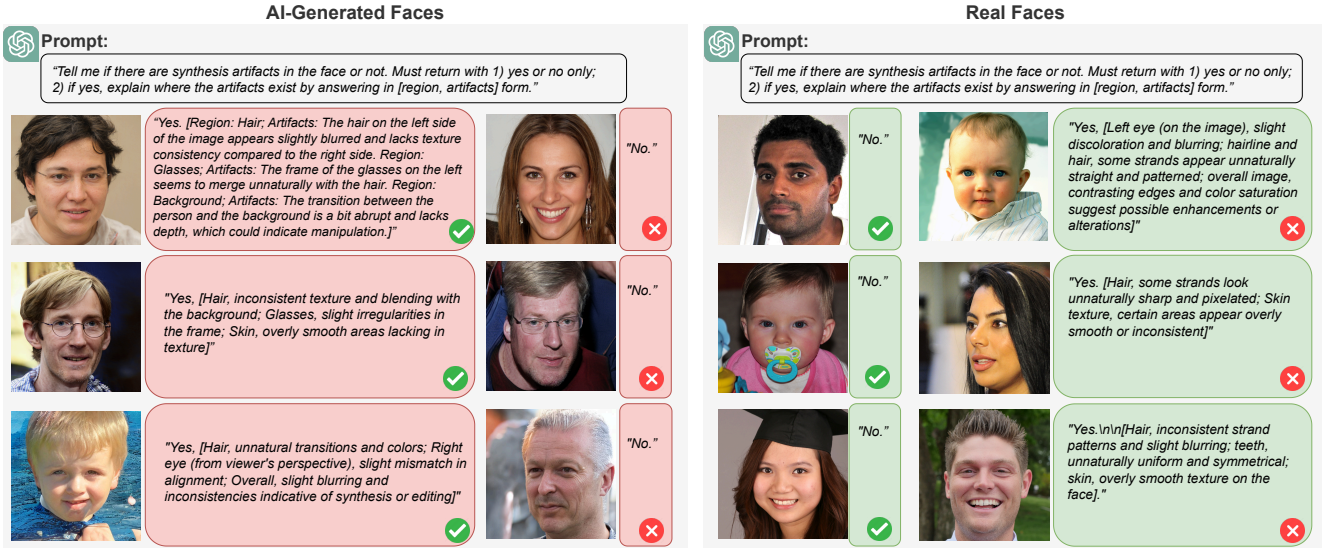 AI-Generated Faces
Prompt:
“Tell me if there are synthesis artifacts in the face or not. Must return with 1) yes or no only;
2) if yes, explain where the artifacts exist by answering in [region, artifacts] form.”
“Yes. [Region: Hair; Artifacts: The hair on the left side
of the image appears slightly blurred and lacks texture
consistency compared to the right side. Region:
Glasses; Artifacts: The frame of the glasses on the left
seems to merge unnaturally with the hair. Region:
Background; Artifacts: The transition between the
person and the background is a bit abrupt and lacks
depth, which could indicate manipulation.]”
"No.”
"Yes, [Hair, inconsistent texture and blending with
the background; Glasses, slight irregularities in
the frame; Skin, overly smooth areas lacking in
texture]”
"No.”
"Yes, [Hair, unnatural transitions and colors; Right
eye (from viewer's perspective), slight mismatch in
alignment; Overall, slight blurring and
inconsistencies indicative of synthesis or editing]"
"No.”
Real Faces
Prompt:
“Tell me if there are synthesis artifacts in the face or not. Must return with 1) yes or no only;
2) if yes, explain where the artifacts exist by answering in [region, artifacts] form.”
"No.”
"Yes, [Left eye (on the image), slight
discoloration and blurring; hairline and
hair, some strands appear unnaturally
straight and patterned; overall image,
contrasting edges and color saturation
suggest possible enhancements or
alterations]"
"No.”
"Yes. [Hair, some strands look
unnaturally sharp and pixelated; Skin
texture, certain areas appear overly
smooth or inconsistent]"
"No.”
"Yes.\n\n[Hair, inconsistent strand
patterns and slight blurring; teeth,
unnaturally uniform and symmetrical;
skin, overly smooth texture on the
face]."